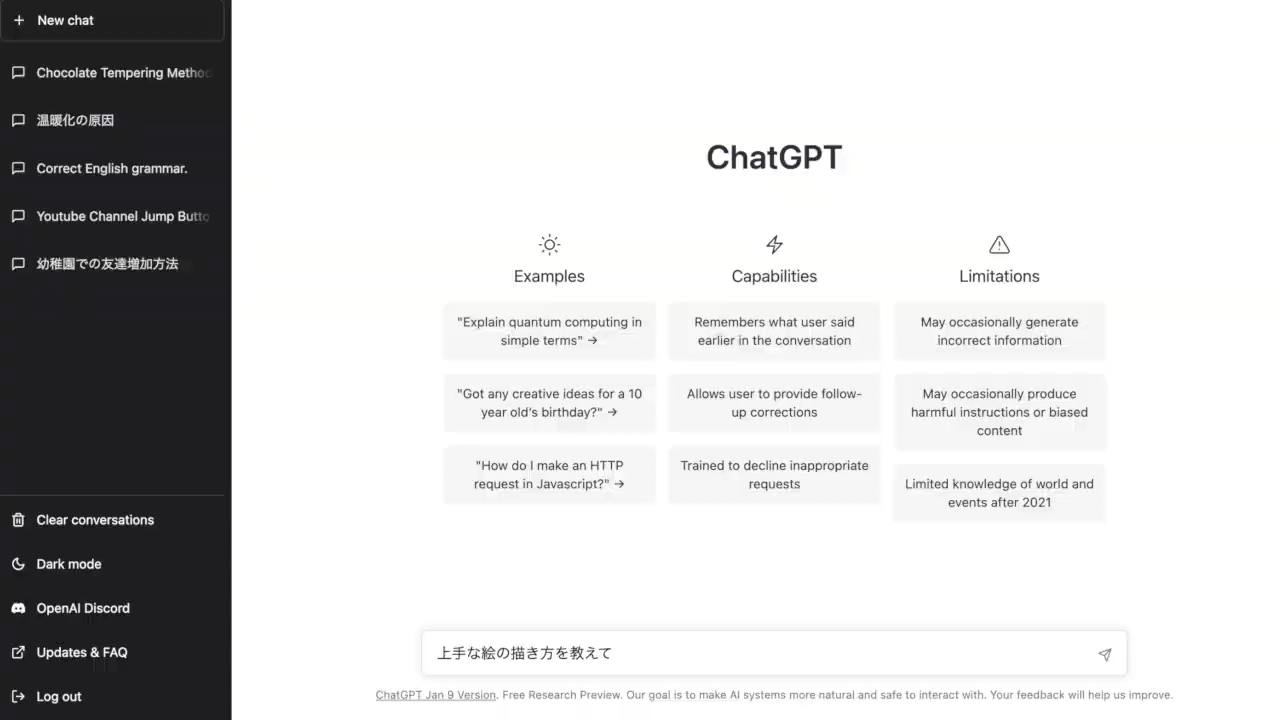 New chat
Chocolate Tempering Metho
温暖化の原因
Correct English grammar.
Youtube Channel Jump Butto
幼稚園での友達増加方法
Clear conversations
Dark mode
OpenAI Discord
Updates & FAQ
Log out
ChatGPT
Examples
"Explain quantum computing in
simple terms" →
"Got any creative ideas for a 10
year old's birthday?" →
"How do I make an HTTP
request in Javascript?" →
Capabilities
Remembers what user said
earlier in the conversation
Allows user to provide follow-
up corrections
Trained to decline inappropriate
requests
Limitations
May occasionally generate
incorrect information
May occasionally produce
harmful instructions or biased
content
Limited knowledge of world and
events after 2021
上手な絵の描き方を教えて
ChatGPT Jan 9 Version. Free Research Preview. Our goal is to make AI systems more natural and safe to interact with. Your feedback will help us improve.